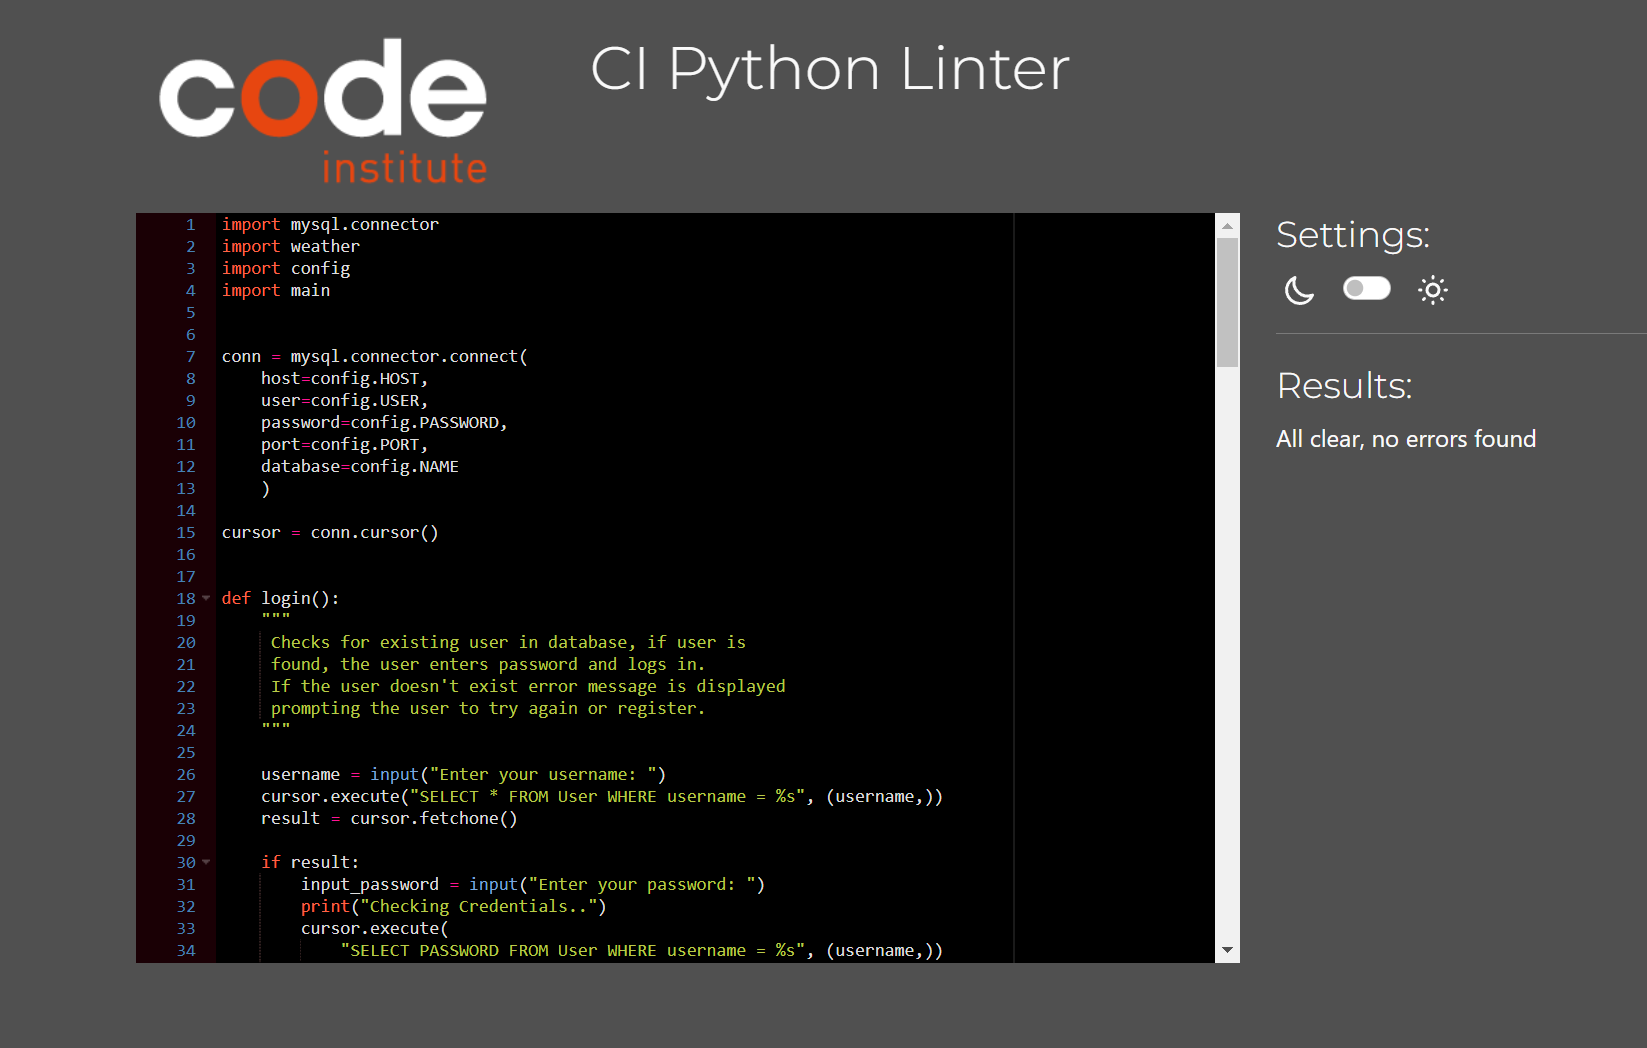 code
institute
CI Python Linter
1 import mysql.connector
2 import weather
3 import config
4 import main
5
6
7 conn = mysql.connector.connect(
8     host=config.HOST,
9     user=config.USER,
10     password=config.PASSWORD,
11     port=config.PORT,
12     database=config.NAME
13     )
14
15 cursor = conn.cursor()
16
17
18 def login():
19     """
20      Checks for existing user in database, if user is
21      found, the user enters password and logs in.
22      If the user doesn't exist error message is displayed
23      prompting the user to try again or register.
24     """
25
26     username = input("Enter your username: ")
27     cursor.execute("SELECT * FROM User WHERE username = %s", (username,))
28     result = cursor.fetchone()
29
30     if result:
31         input_password = input("Enter your password: ")
32         print("Checking Credentials..")
33         cursor.execute(
34             "SELECT PASSWORD FROM User WHERE username = %s", (username,))
Settings:
Results:
All clear, no errors found